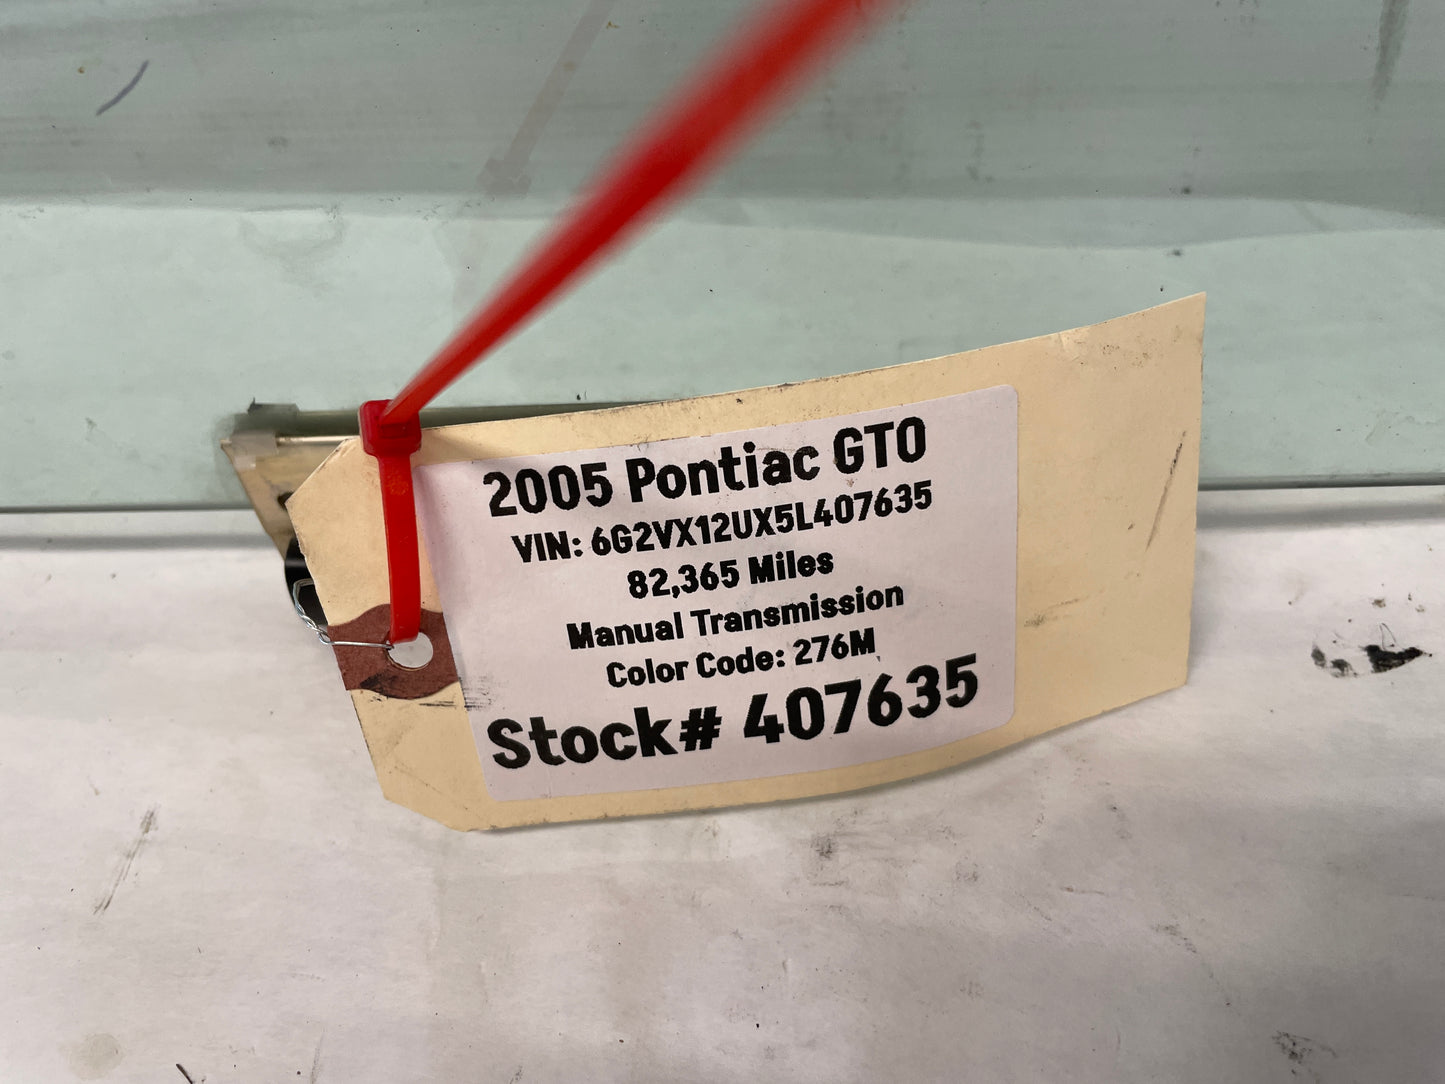 2005 Pontiac GTO
VIN: 6G2VX12UX5L407635
82,365 Miles
Manual Transmission
Color Code: 276M
Stock# 407635